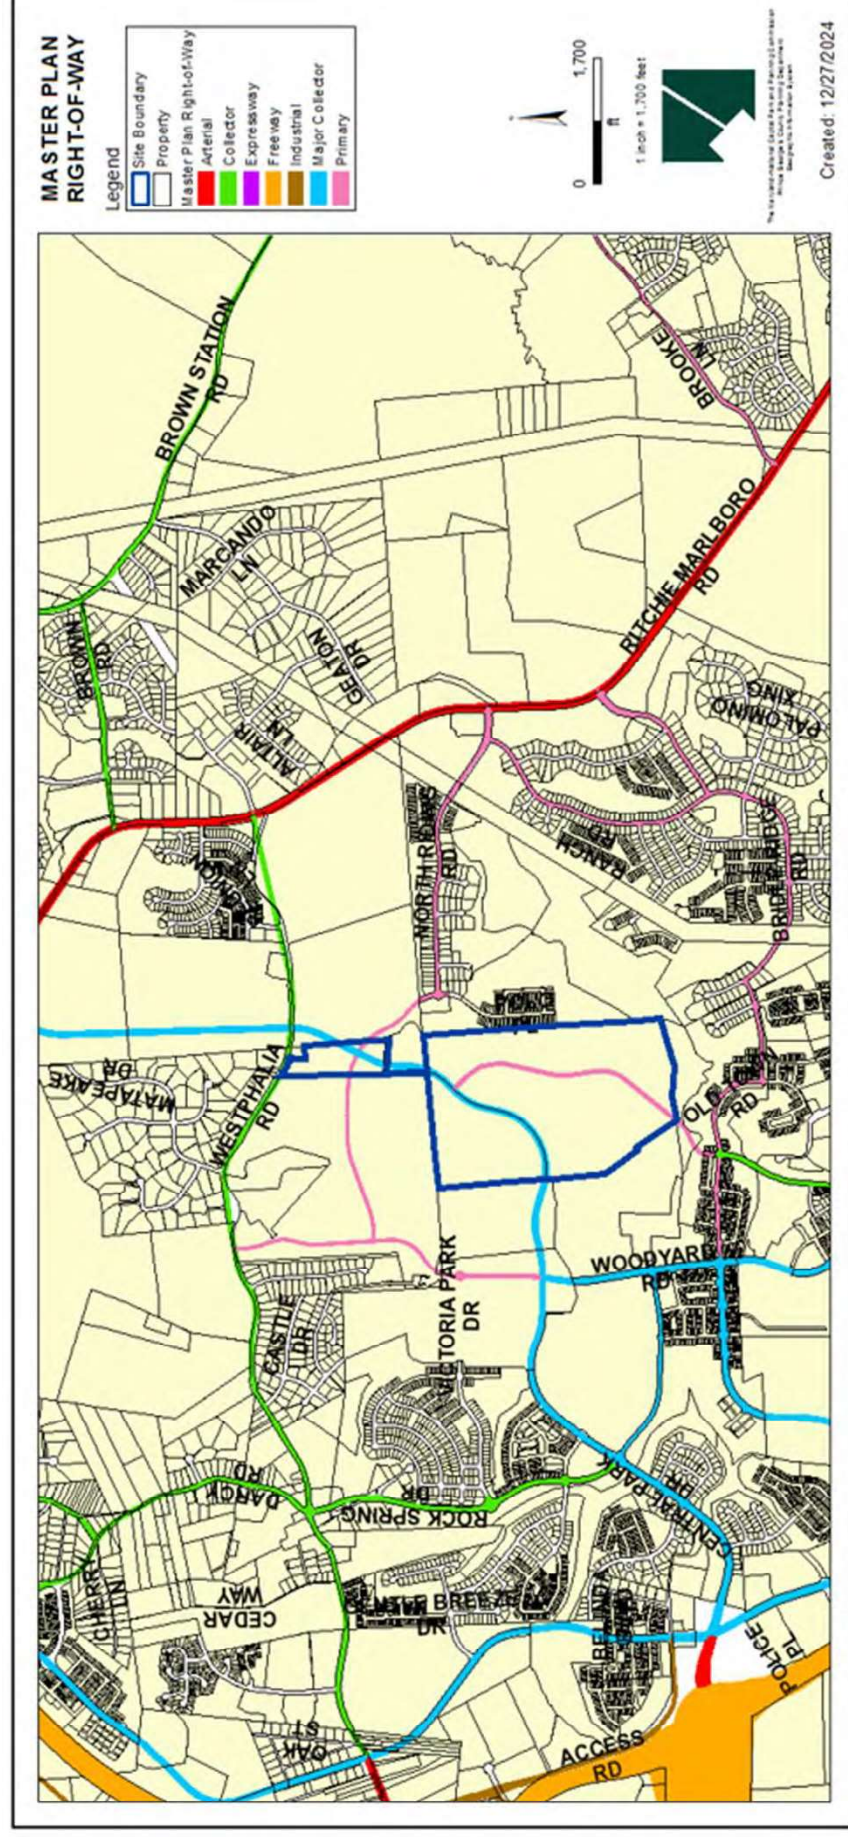 MASTER PLAN
RIGHT-OF-WAY
Legend
Site Boundary
Property
Master Plan Right-of-Way
Arterial
Collector
Expressway
Freeway
Industrial
Major Collector
Primary
0
1,700
ft
1 inch = 1,700 feet
Created: 12/27/2024
BROWN STATION
RD
BROWN
RD
MARCANDO
LN
GEATON
DR
ALTAIR
LN
BROOKE
LN
RITCHIE MARLBORO
RD
PALOMINO
XING
RANCH
RD
NORTH RIDING
RD
BRIDLE RIDGE
RD
MATAPEAKE
DR
WESTPHALIA
RD
OLD TOWN
RD
WOODYARD
RD
VICTORIA PARK
DR
CASTLE
DR
DARCY
RD
ROCK SPRING
DR
CENTRAL PARK
DR
CHERRY
LN
CEDAR
WAY
GENTLE BREEZE
DR
OAK
ST
POLICE
PL
ACCESS
RD